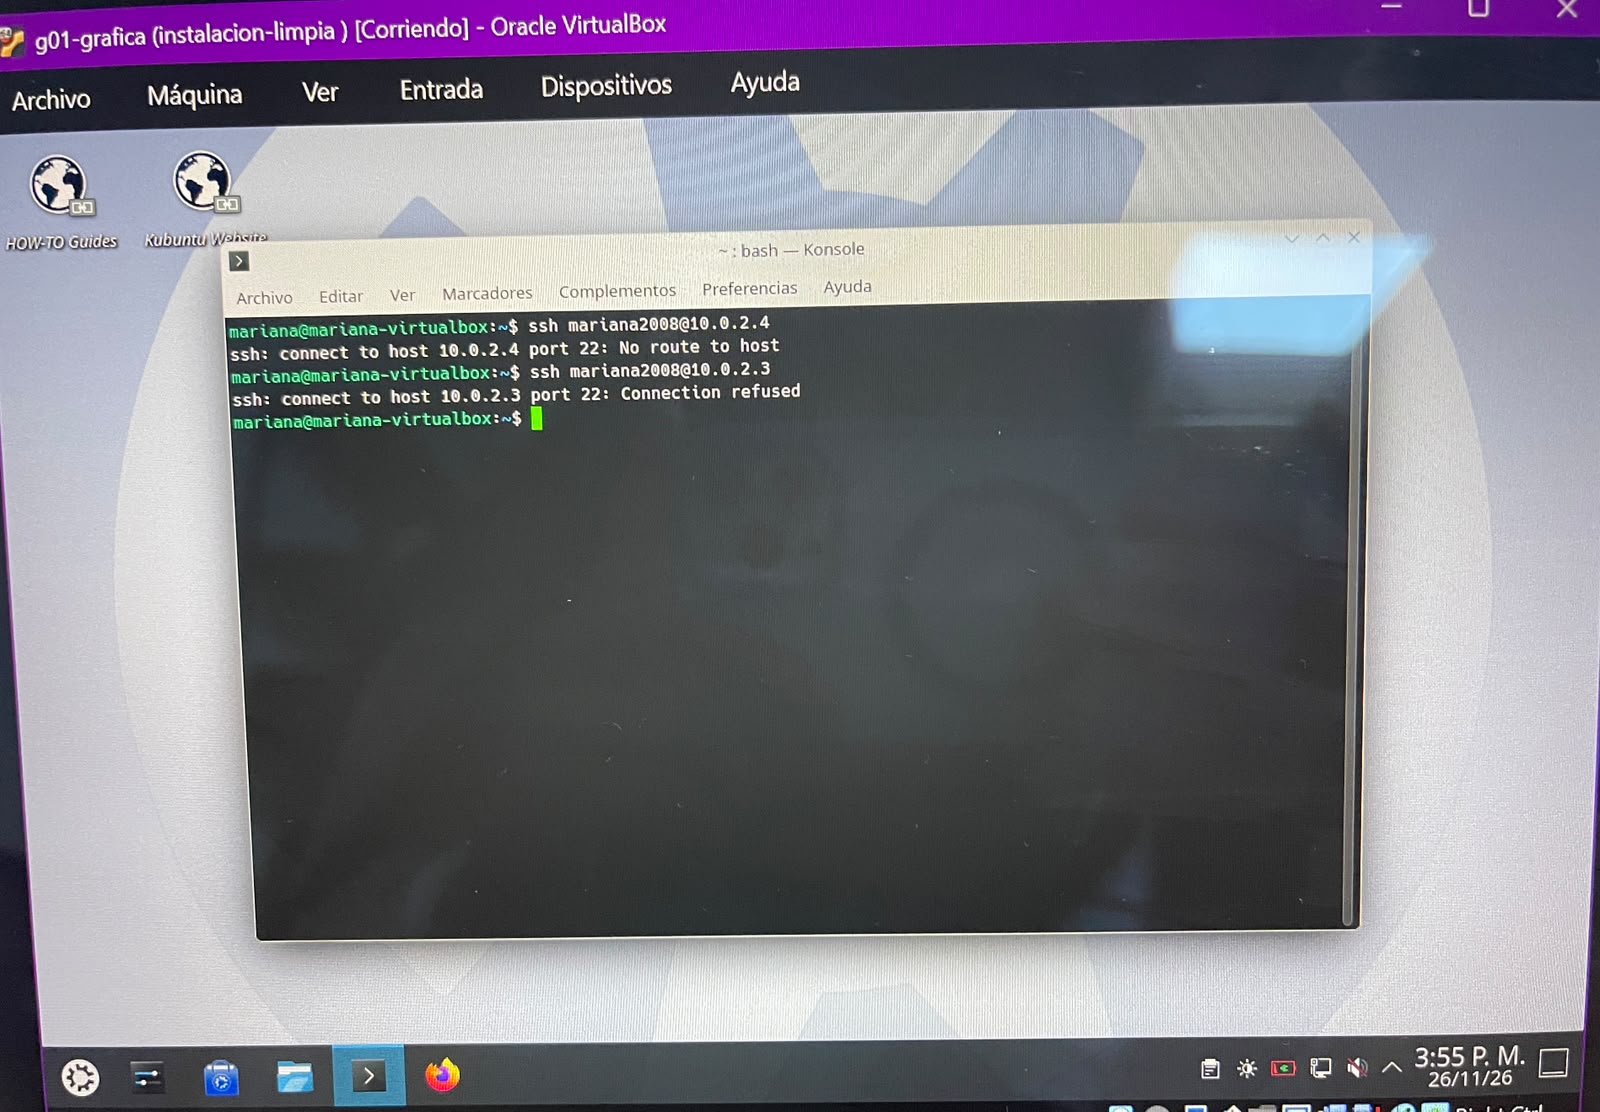 g01-grafica (instalacion-limpia ) [Corriendo] - Oracle VirtualBox
Archivo Máquina Ver Entrada Dispositivos Ayuda
HOW-TO Guides Kubuntu Website
~ : bash — Konsole
Archivo Editar Ver Marcadores Complementos Preferencias Ayuda
mariana@mariana-virtualbox:~$ ssh mariana2008@10.0.2.4
ssh: connect to host 10.0.2.4 port 22: No route to host
mariana@mariana-virtualbox:~$ ssh mariana2008@10.0.2.3
ssh: connect to host 10.0.2.3 port 22: Connection refused
mariana@mariana-virtualbox:~$
3:55 P. M.
26/11/26